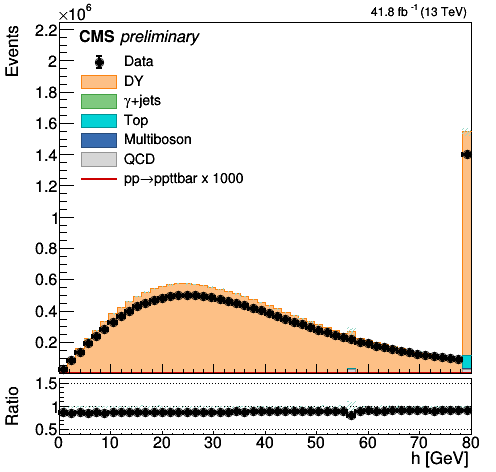 ×10⁶
41.8 fb⁻¹ (13 TeV)
Events
2.2
2
1.8
1.6
1.4
1.2
1
0.8
0.6
0.4
0.2
CMS preliminary
Data
DY
γ+jets
Top
Multiboson
QCD
pp→ppttbar x 1000
Ratio
1.5
1
0.5
0 10 20 30 40 50 60 70 80
h [GeV]